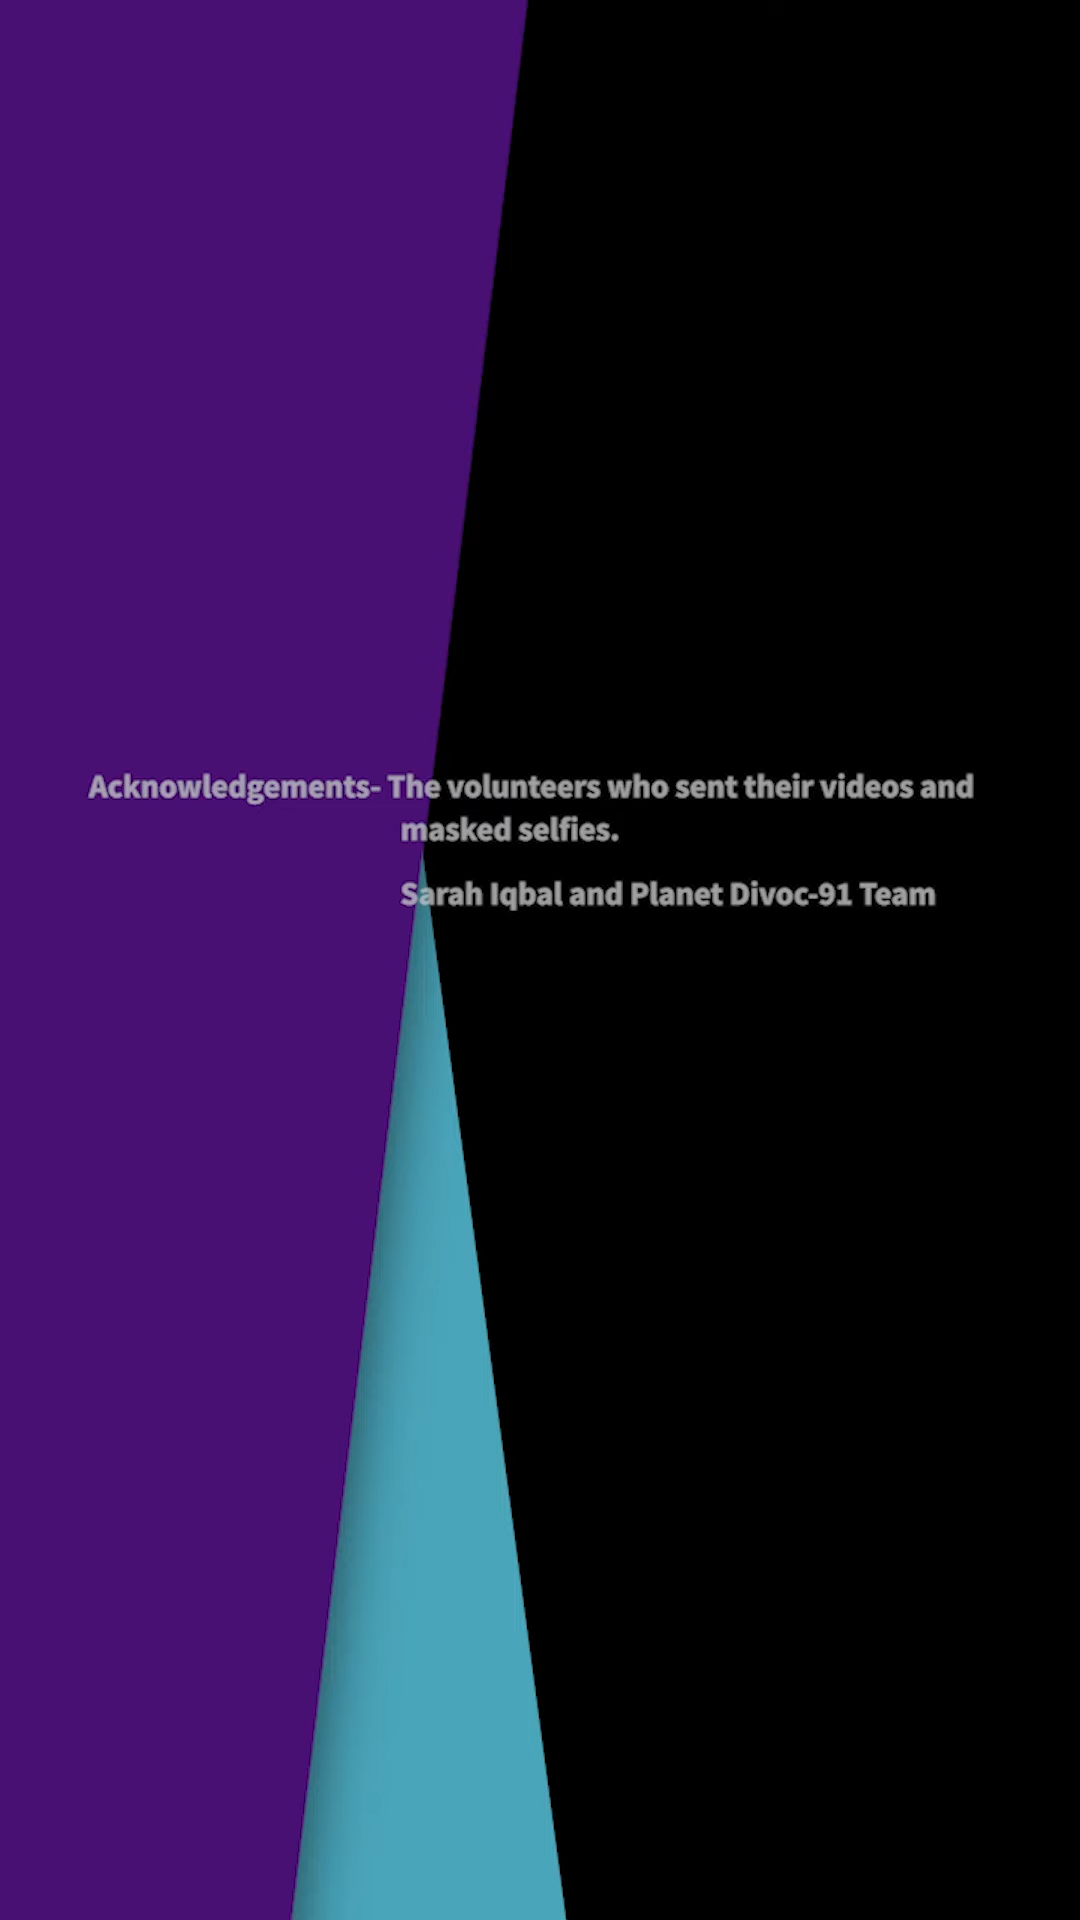 Acknowledgements- The volunteers who sent their videos and
masked selfies.
Sarah Iqbal and Planet Divoc-91 Team